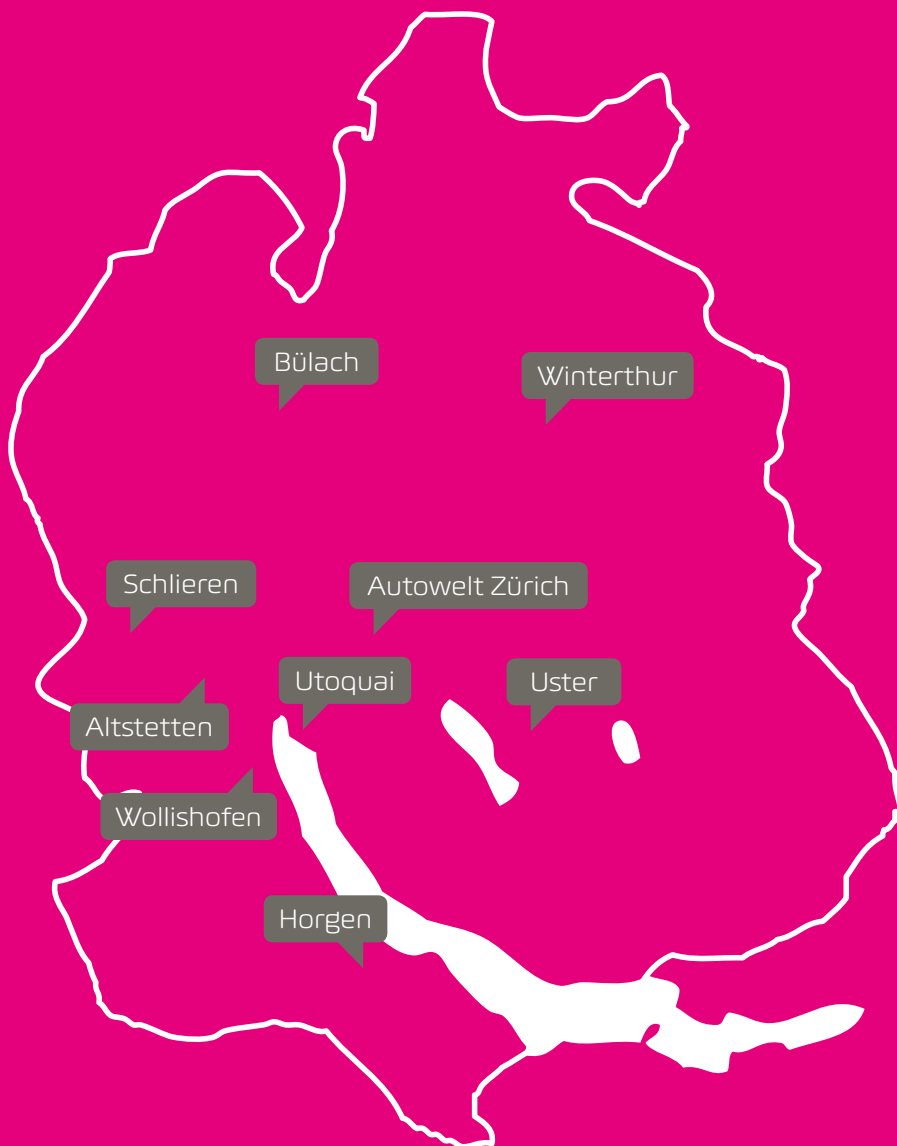 Bülach
Winterthur
Schlieren
Autowelt Zürich
Utoquai
Uster
Altstetten
Wollishofen
Horgen